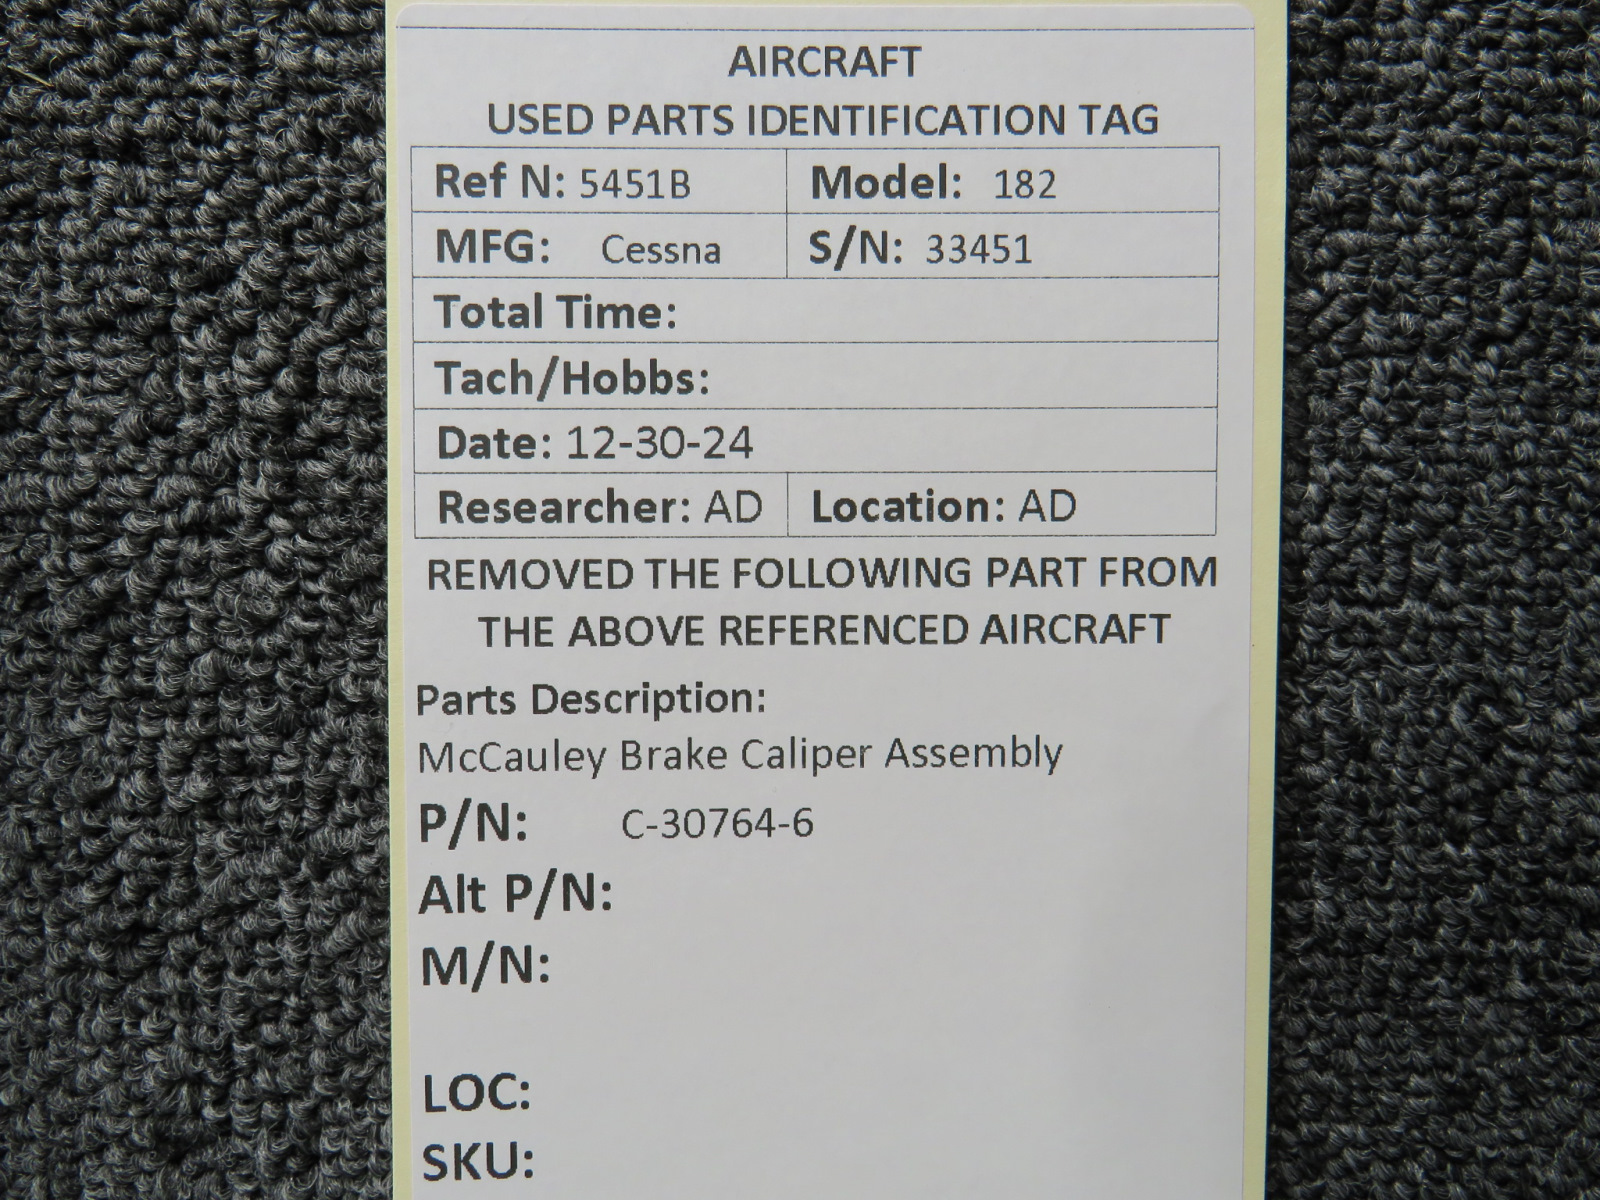 AIRCRAFT
USED PARTS IDENTIFICATION TAG
Ref N: 5451B Model: 182
MFG: Cessna S/N: 33451
Total Time:
Tach/Hobbs:
Date: 12-30-24
Researcher: AD Location: AD
REMOVED THE FOLLOWING PART FROM
THE ABOVE REFERENCED AIRCRAFT
Parts Description:
McCauley Brake Caliper Assembly
P/N: C-30764-6
Alt P/N:
M/N:
LOC:
SKU: